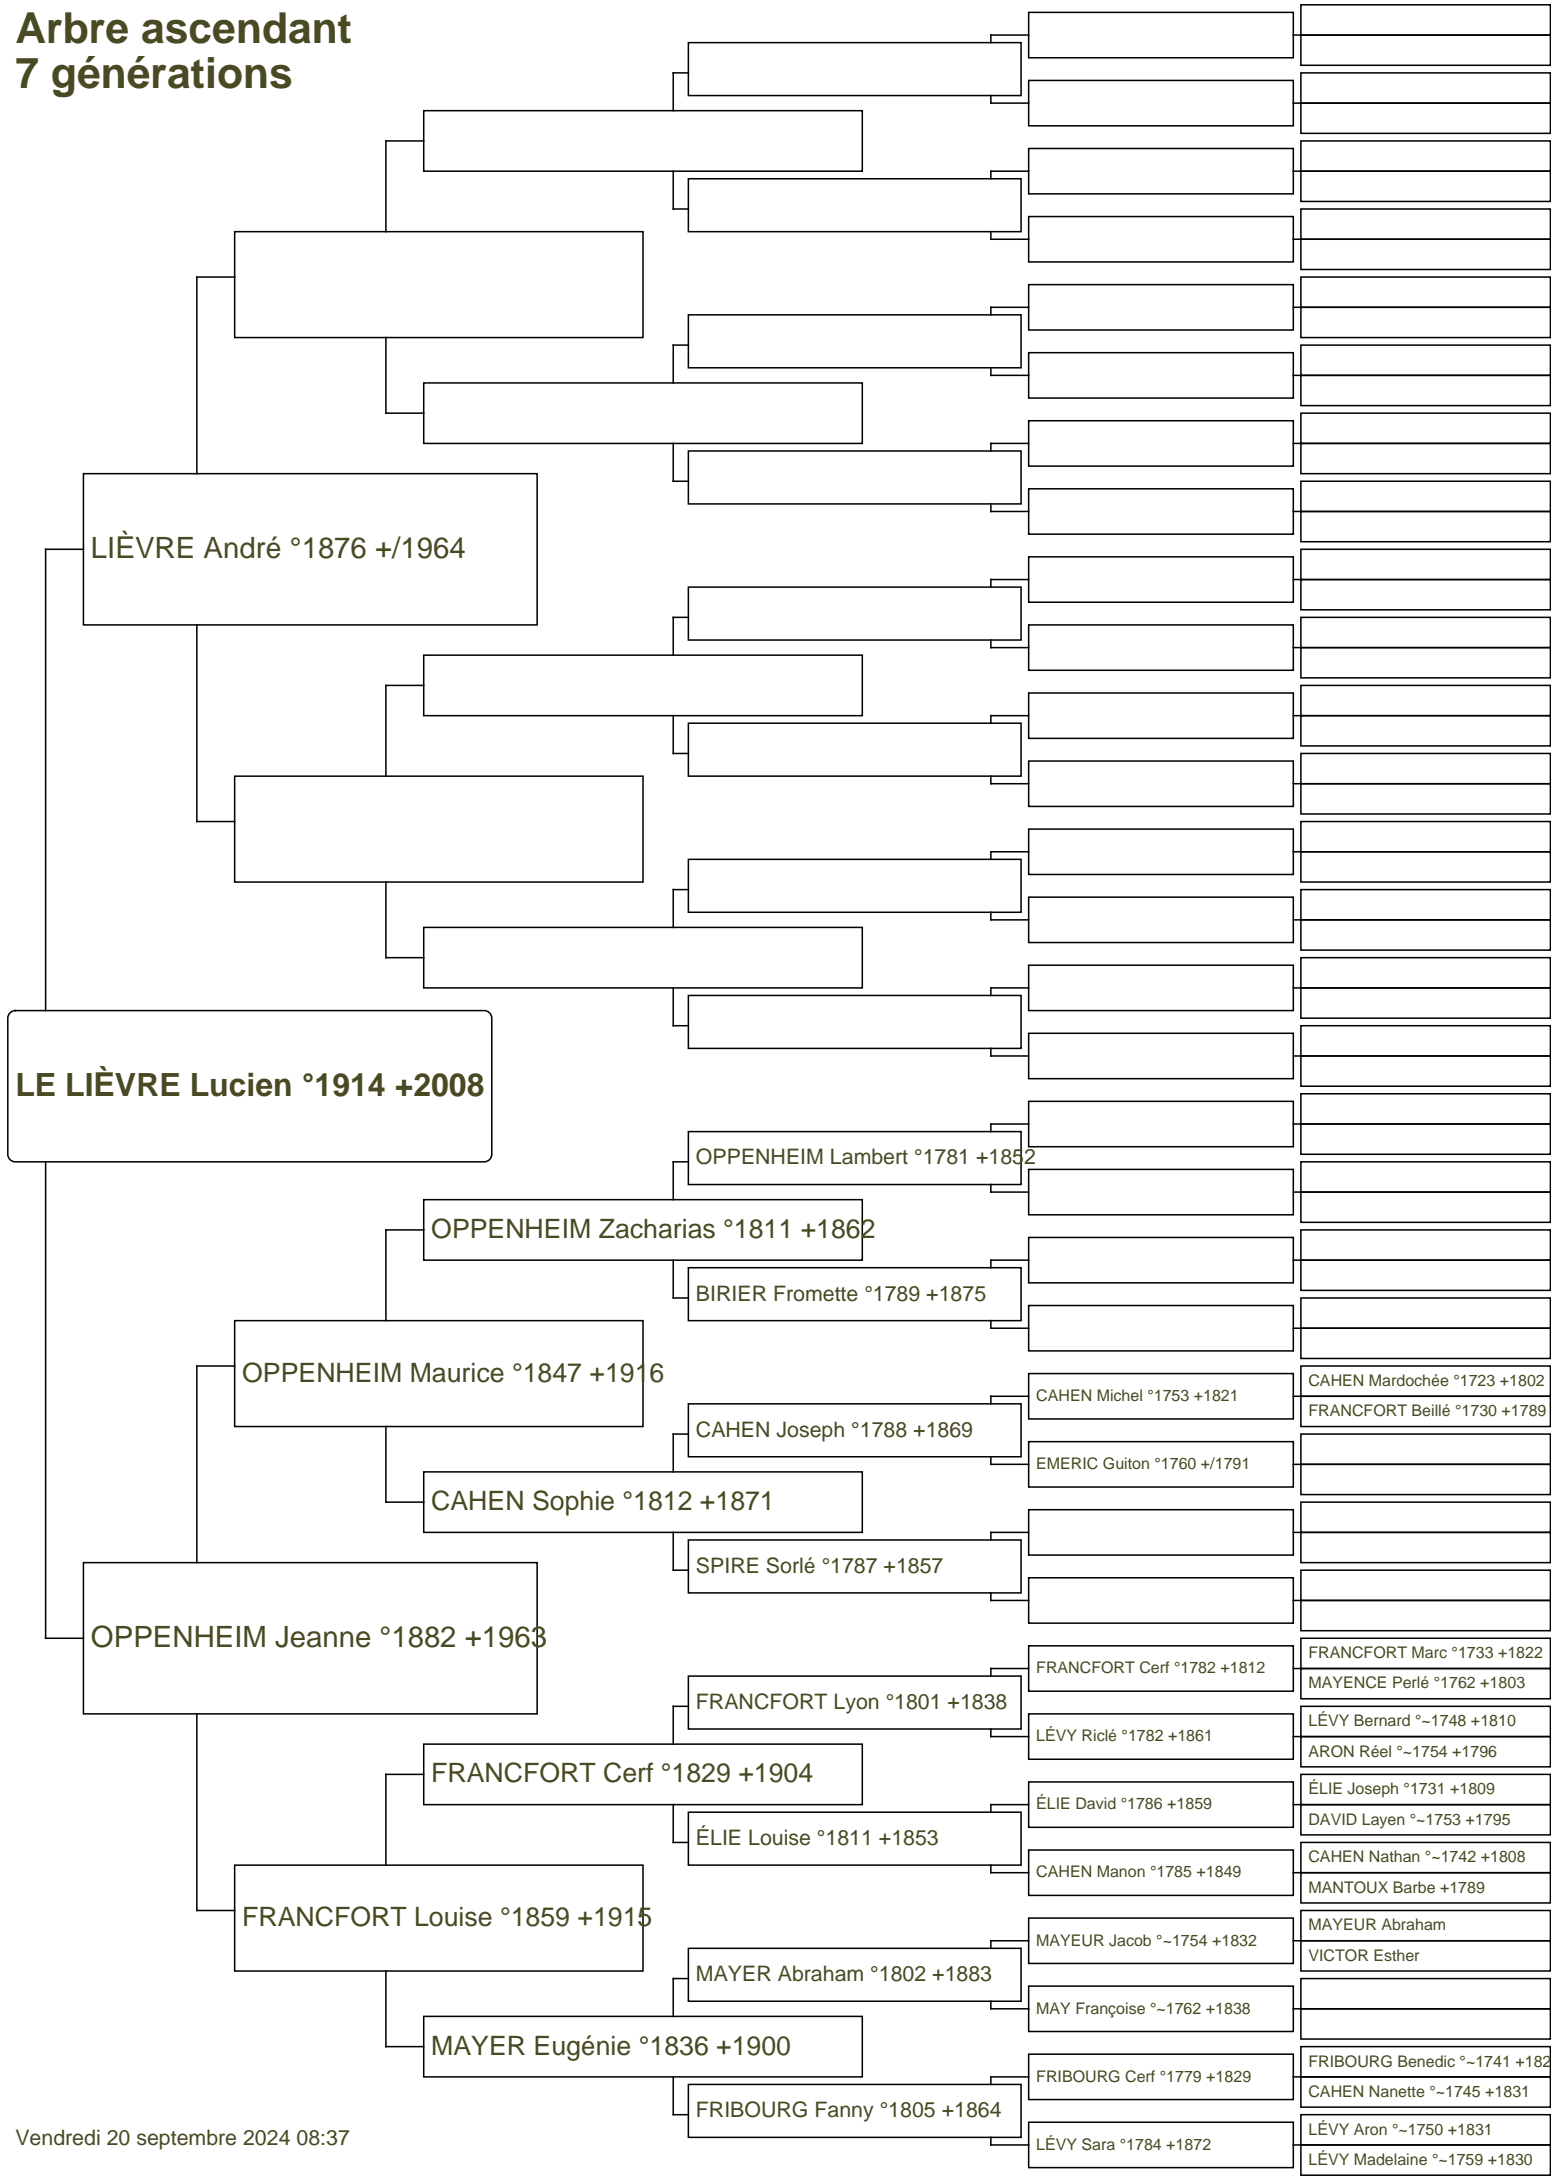 Arbre ascendant
7 générations
LIÈVRE André °1876 +/1964
LE LIÈVRE Lucien °1914 +2008
OPPENHEIM Lambert °1781 +1852
OPPENHEIM Zacharias °1811 +1862
BIRIER Fromette °1789 +1875
OPPENHEIM Maurice °1847 +1916
CAHEN Mardochée °1723 +1802
CAHEN Michel °1753 +1821
FRANCFORT Beillé °1730 +1789
CAHEN Joseph °1788 +1869
EMERIC Guiton °1760 +/1791
CAHEN Sophie °1812 +1871
SPIRE Sorlé °1787 +1857
OPPENHEIM Jeanne °1882 +1963
FRANCFORT Marc °1733 +1822
FRANCFORT Cerf °1782 +1812
MAYENCE Perlé °1762 +1803
FRANCFORT Lyon °1801 +1838
LÉVY Bernard °~1748 +1810
LÉVY Riclé °1782 +1861
ARON Réel °~1754 +1796
FRANCFORT Cerf °1829 +1904
ÉLIE Joseph °1731 +1809
ÉLIE David °1786 +1859
DAVID Layen °~1753 +1795
ÉLIE Louise °1811 +1853
CAHEN Nathan °~1742 +1808
CAHEN Manon °1785 +1849
MANTOUX Barbe +1789
FRANCFORT Louise °1859 +1915
MAYEUR Abraham
MAYEUR Jacob °~1754 +1832
VICTOR Esther
MAYER Abraham °1802 +1883
MAY Françoise °~1762 +1838
MAYER Eugénie °1836 +1900
FRIBOURG Benedic °~1741 +182
FRIBOURG Cerf °1779 +1829
CAHEN Nanette °~1745 +1831
FRIBOURG Fanny °1805 +1864
LÉVY Aron °~1750 +1831
LÉVY Sara °1784 +1872
LÉVY Madelaine °~1759 +1830
Vendredi 20 septembre 2024 08:37